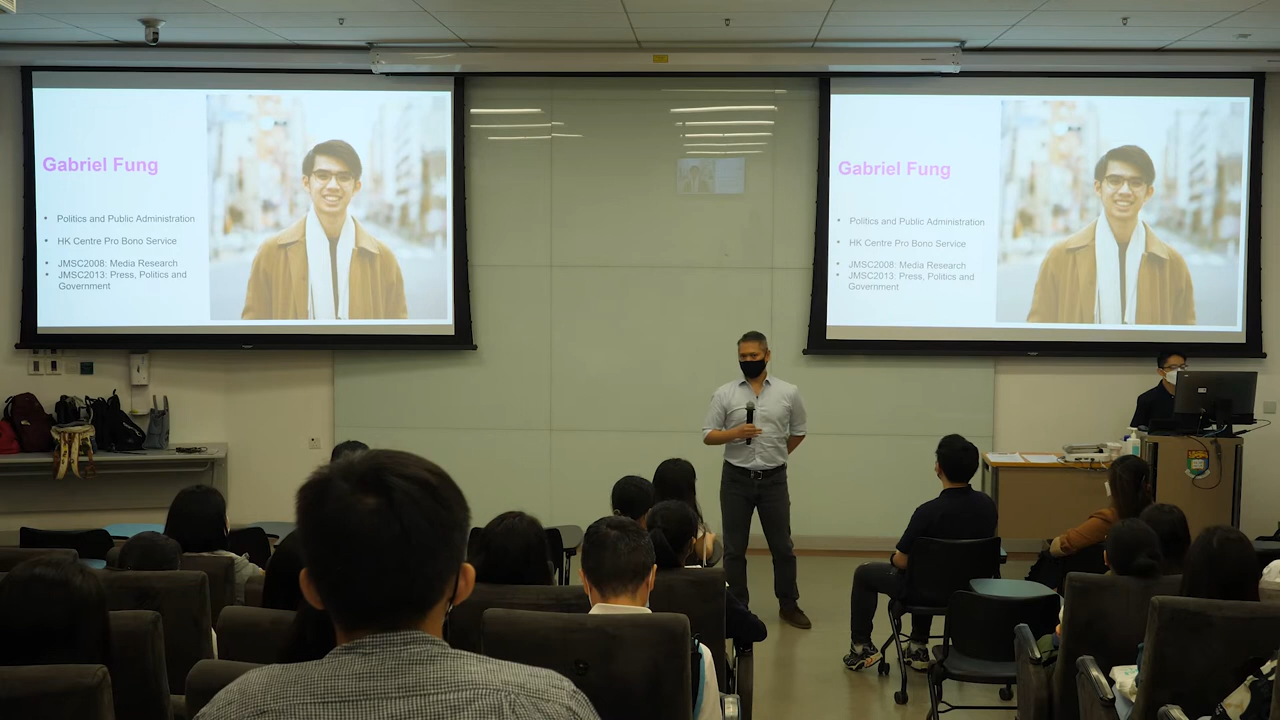 Gabriel Fung
• Politics and Public Administration
• HK Centre Pro Bono Service
• JMSC2008: Media Research
• JMSC2013: Press, Politics and
Government
Gabriel Fung
• Politics and Public Administration
• HK Centre Pro Bono Service
• JMSC2008: Media Research
• JMSC2013: Press, Politics and
Government